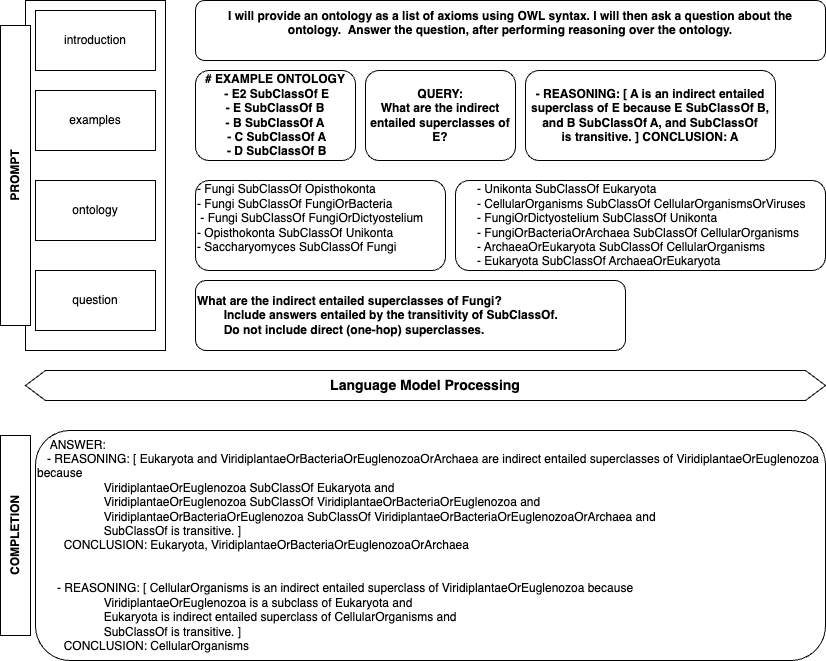 PROMPT
introduction
I will provide an ontology as a list of axioms using OWL syntax. I will then ask a question about the
ontology.  Answer the question, after performing reasoning over the ontology.
examples
# EXAMPLE ONTOLOGY
- E2 SubClassOf E
- E SubClassOf B
- B SubClassOf A
- C SubClassOf A
- D SubClassOf B
QUERY:
What are the indirect
entailed superclasses of
E?
- REASONING: [ A is an indirect entailed
superclass of E because E SubClassOf B,
and B SubClassOf A, and SubClassOf
is transitive. ] CONCLUSION: A
ontology
- Fungi SubClassOf Opisthokonta
- Fungi SubClassOf FungiOrBacteria
- Fungi SubClassOf FungiOrDictyostelium
- Opisthokonta SubClassOf Unikonta
- Saccharyomyces SubClassOf Fungi
- Unikonta SubClassOf Eukaryota
- CellularOrganisms SubClassOf CellularOrganismsOrViruses
- FungiOrDictyostelium SubClassOf Unikonta
- FungiOrBacteriaOrArchaea SubClassOf CellularOrganisms
- ArchaeaOrEukaryota SubClassOf CellularOrganisms
- Eukaryota SubClassOf ArchaeaOrEukaryota
question
What are the indirect entailed superclasses of Fungi?
Include answers entailed by the transitivity of SubClassOf.
Do not include direct (one-hop) superclasses.
Language Model Processing
COMPLETION
ANSWER:
- REASONING: [ Eukaryota and ViridiplantaeOrBacteriaOrEuglenozoaOrArchaea are indirect entailed superclasses of ViridiplantaeOrEuglenozoa
because
Viridiplantae​OrEuglenozoa SubClassOf Eukaryota and
ViridiplantaeOrEuglenozoa SubClassOf ViridiplantaeOrBacteriaOrEuglenozoa and
ViridiplantaeOrBacteriaOrEuglenozoa SubClassOf ViridiplantaeOrBacteriaOrEuglenozoaOrArchaea and
SubClassOf is transitive. ]
CONCLUSION: Eukaryota, ViridiplantaeOrBacteriaOrEuglenozoaOrArchaea
- REASONING: [ CellularOrganisms is an indirect entailed superclass of ViridiplantaeOrEuglenozoa because
ViridiplantaeOrEuglenozoa is a subclass of Eukaryota and
Eukaryota is indirect entailed superclass of CellularOrganisms and
SubClassOf is transitive. ]
CONCLUSION: CellularOrganisms